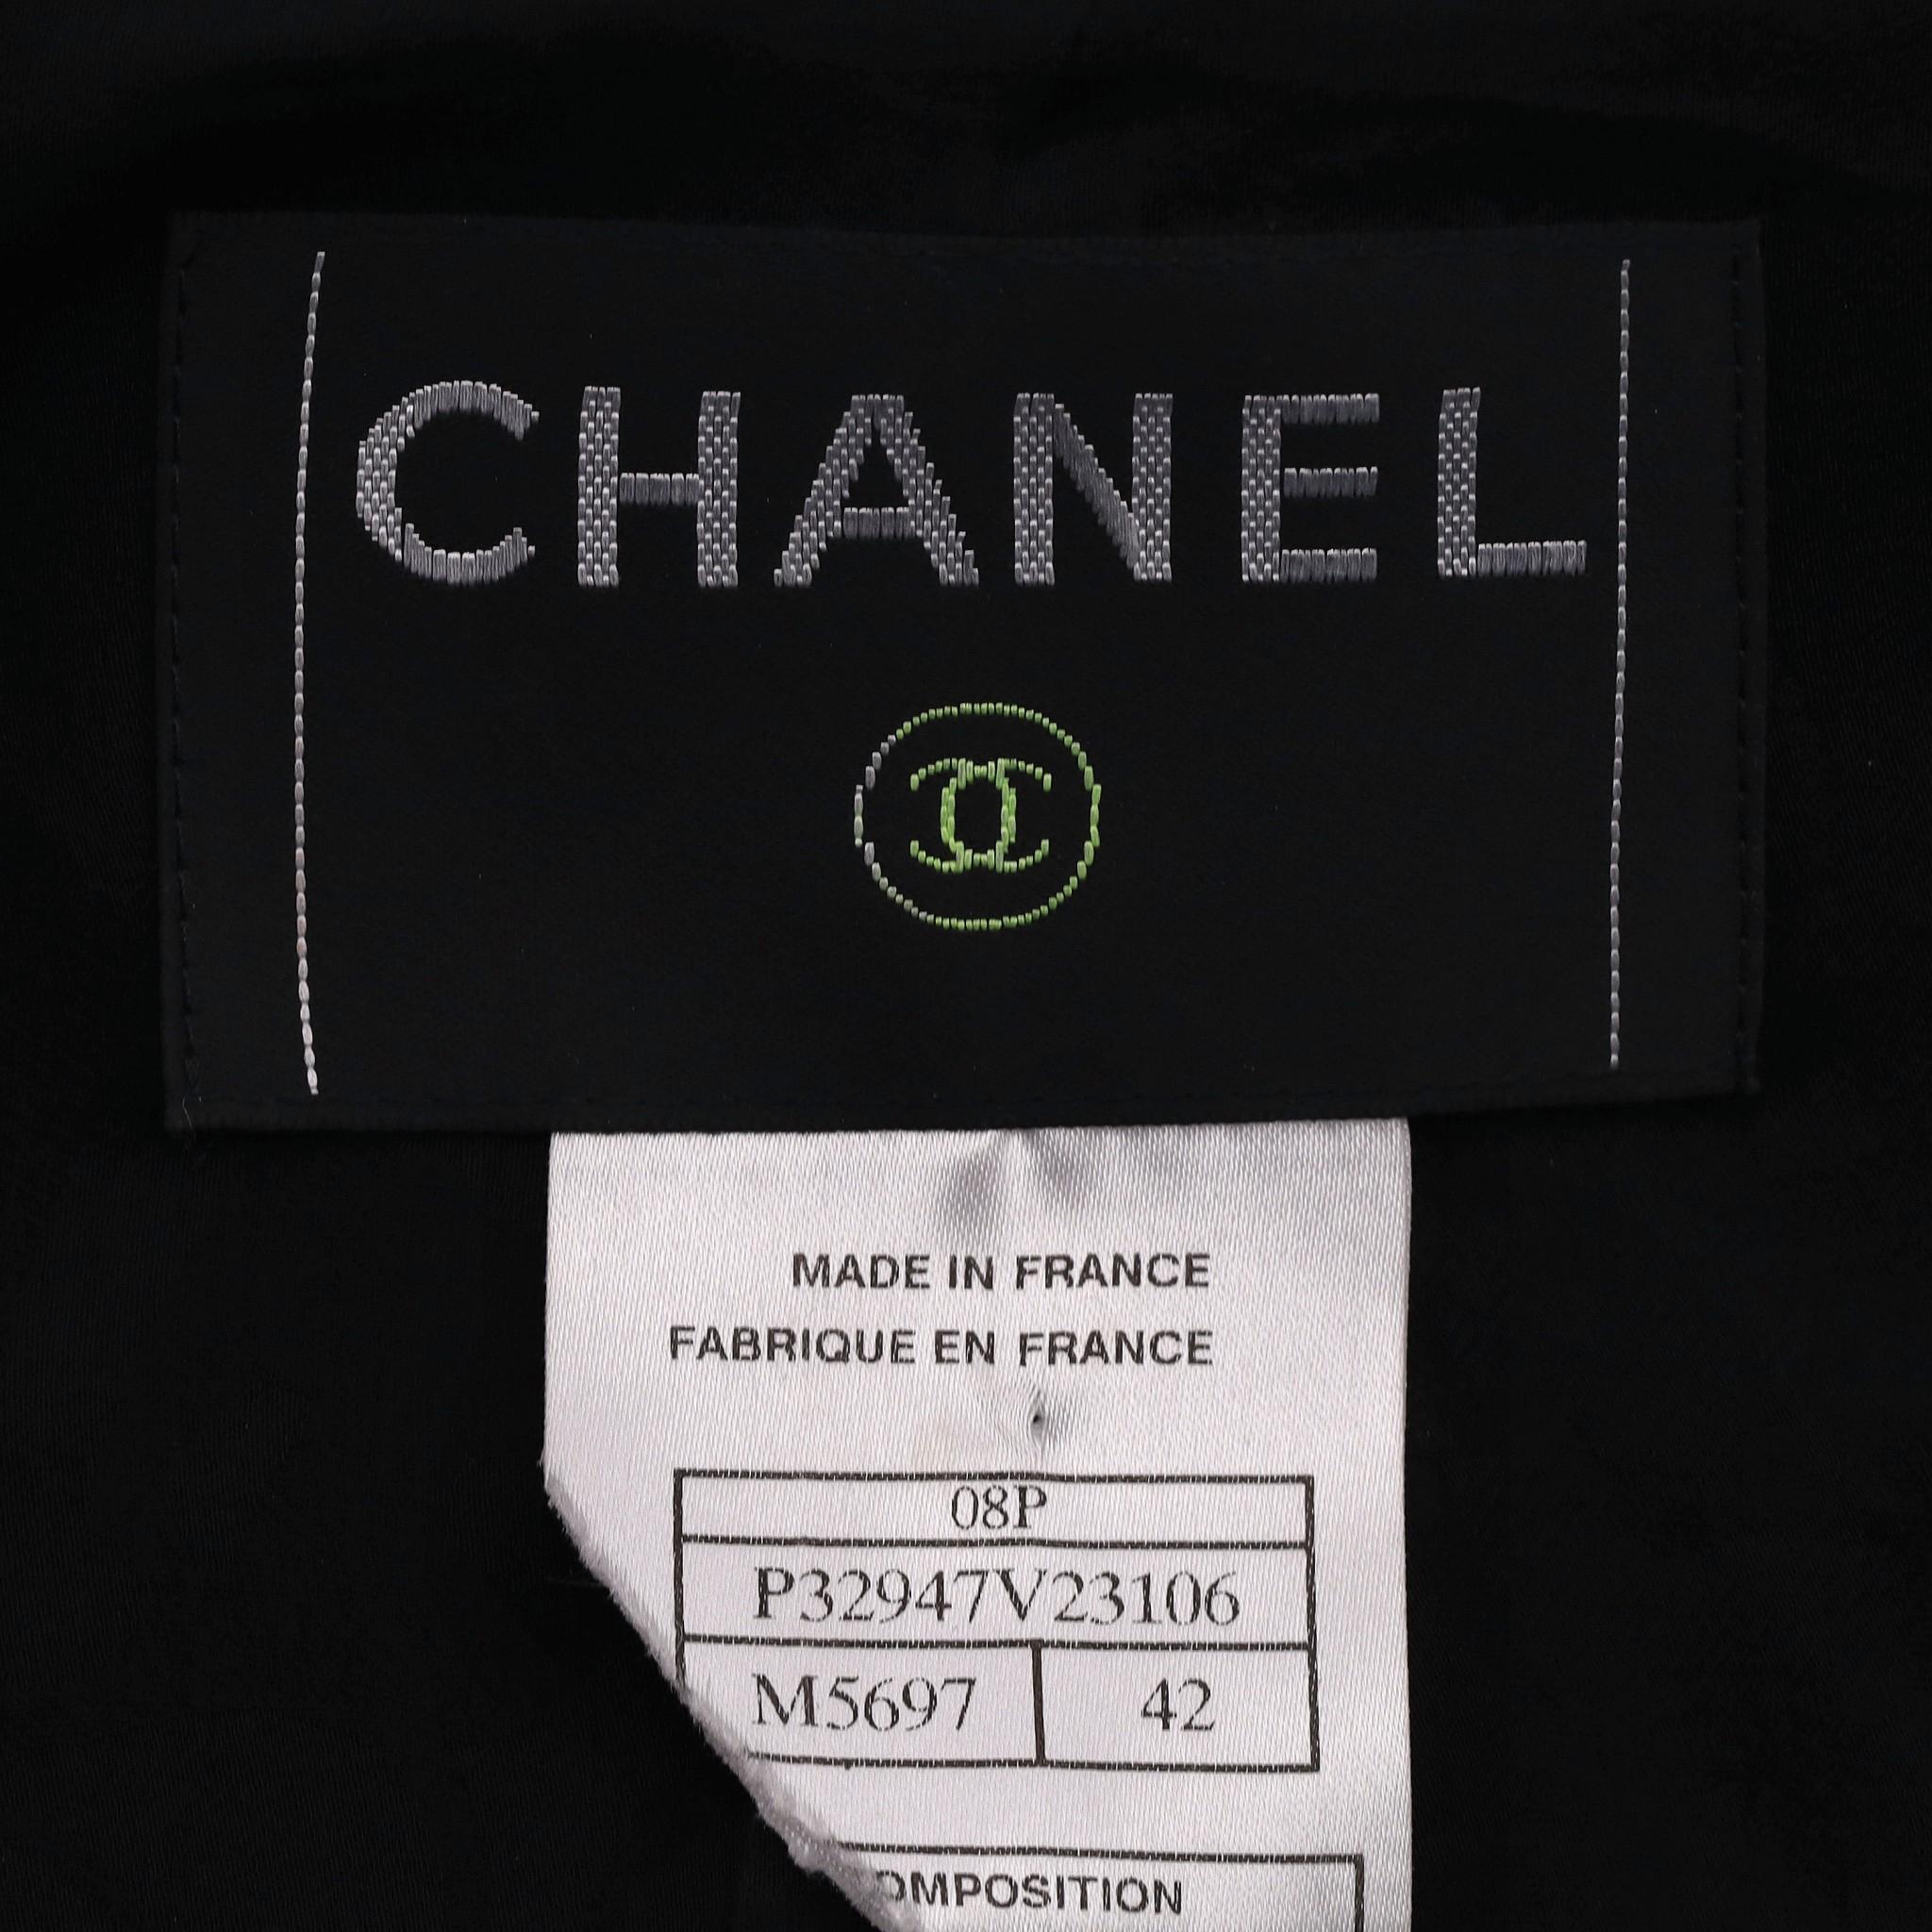 CHANEL
MADE IN FRANCE
FABRIQUE EN FRANCE
08P
P32947V23106
M5697 42
OMPOSITION